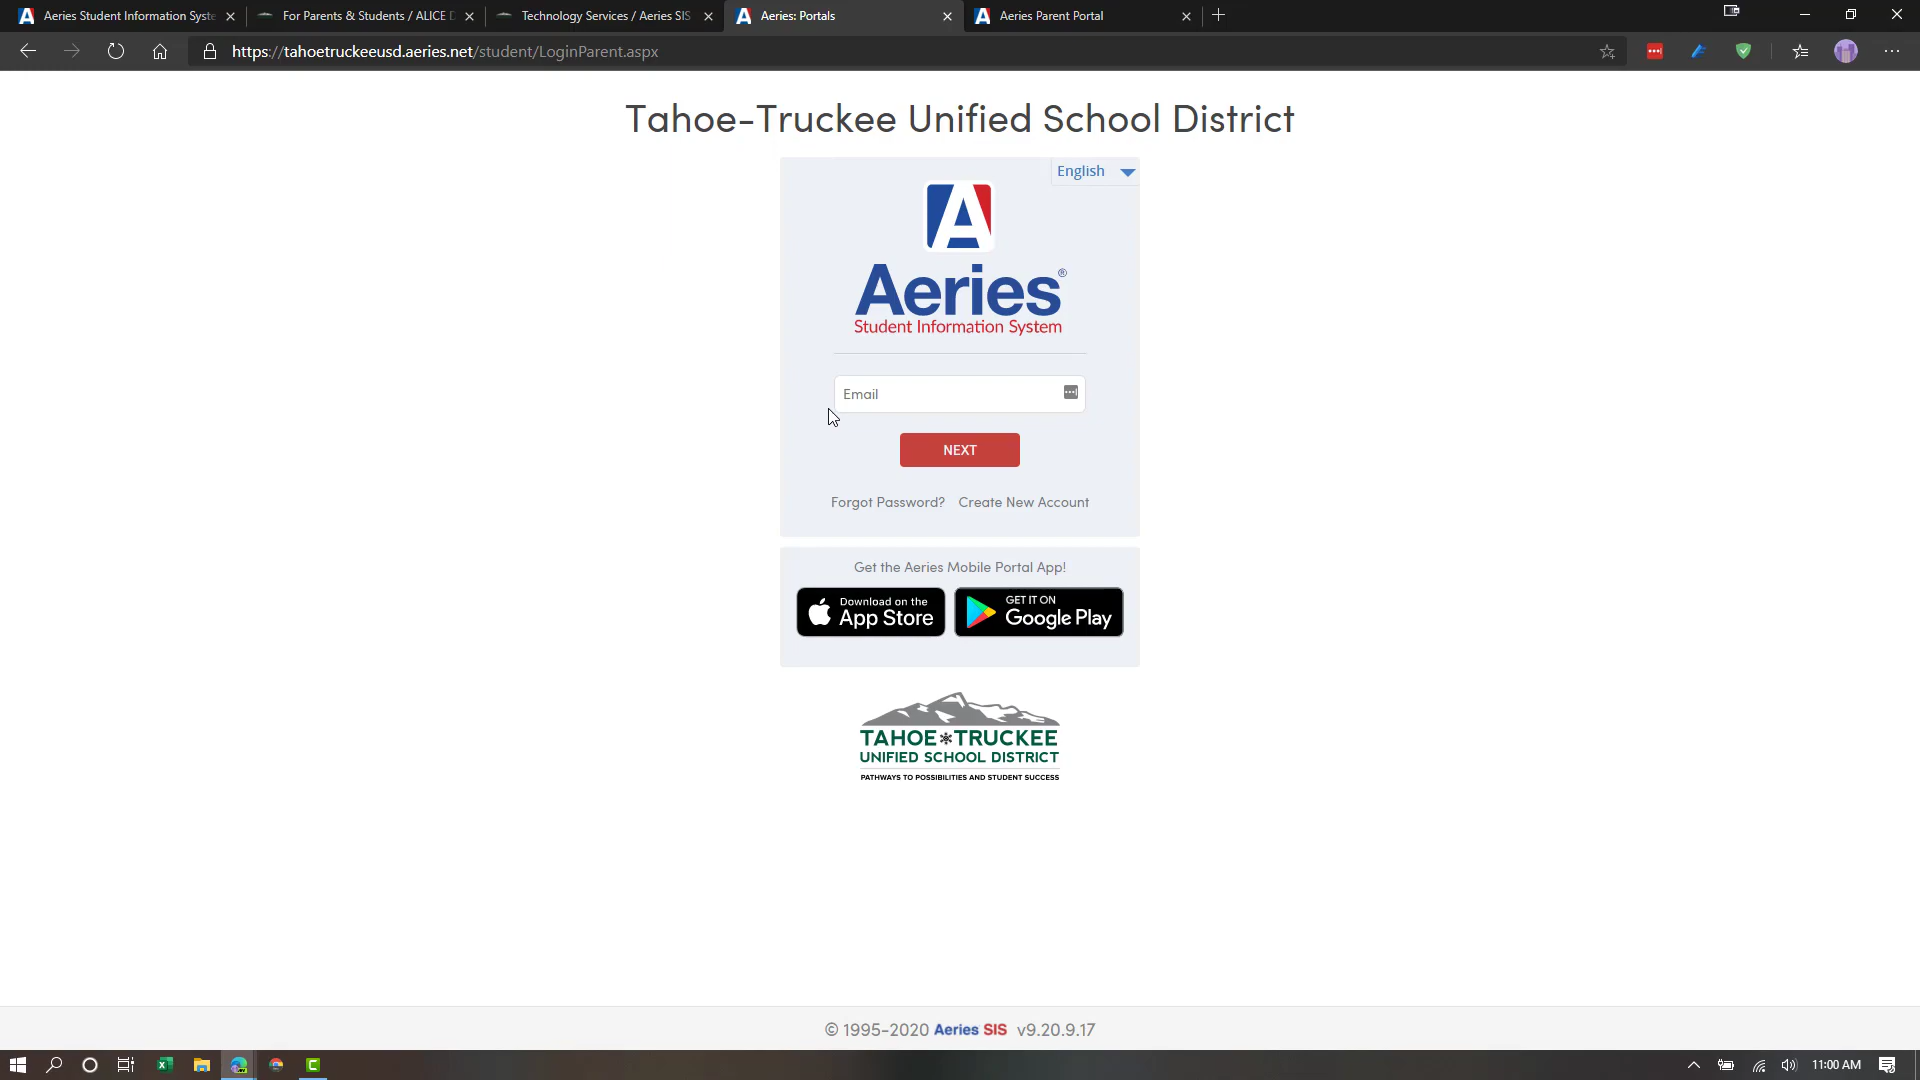 Aeries Student Information Syste
For Parents & Students / ALICE D
Technology Services / Aeries SIS
Aeries: Portals
Aeries Parent Portal
https://tahoetruckeeusd.aeries.net/student/LoginParent.aspx
Tahoe-Truckee Unified School District
English
A
Aeries®
Student Information System
Email
NEXT
Forgot Password? Create New Account
Get the Aeries Mobile Portal App!
Download on the
App Store
GET IT ON
Google Play
TAHOE TRUCKEE
UNIFIED SCHOOL DISTRICT
PATHWAYS TO POSSIBILITIES AND STUDENT SUCCESS
© 1995-2020 Aeries SIS v9.20.9.17
11:00 AM